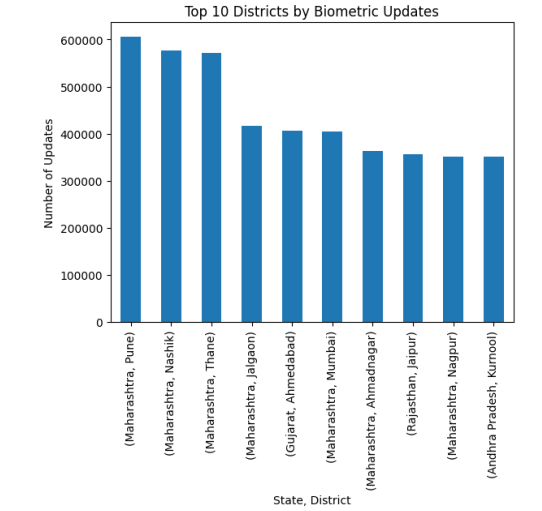 Top 10 Districts by Biometric Updates
Number of Updates
600000
500000
400000
300000
200000
100000
0
(Maharashtra, Pune)
(Maharashtra, Nashik)
(Maharashtra, Thane)
(Maharashtra, Jalgaon)
(Gujarat, Ahmedabad)
(Maharashtra, Mumbai)
(Maharashtra, Ahmadnagar)
(Rajasthan, Jaipur)
(Maharashtra, Nagpur)
(Andhra Pradesh, Kurnool)
State, District